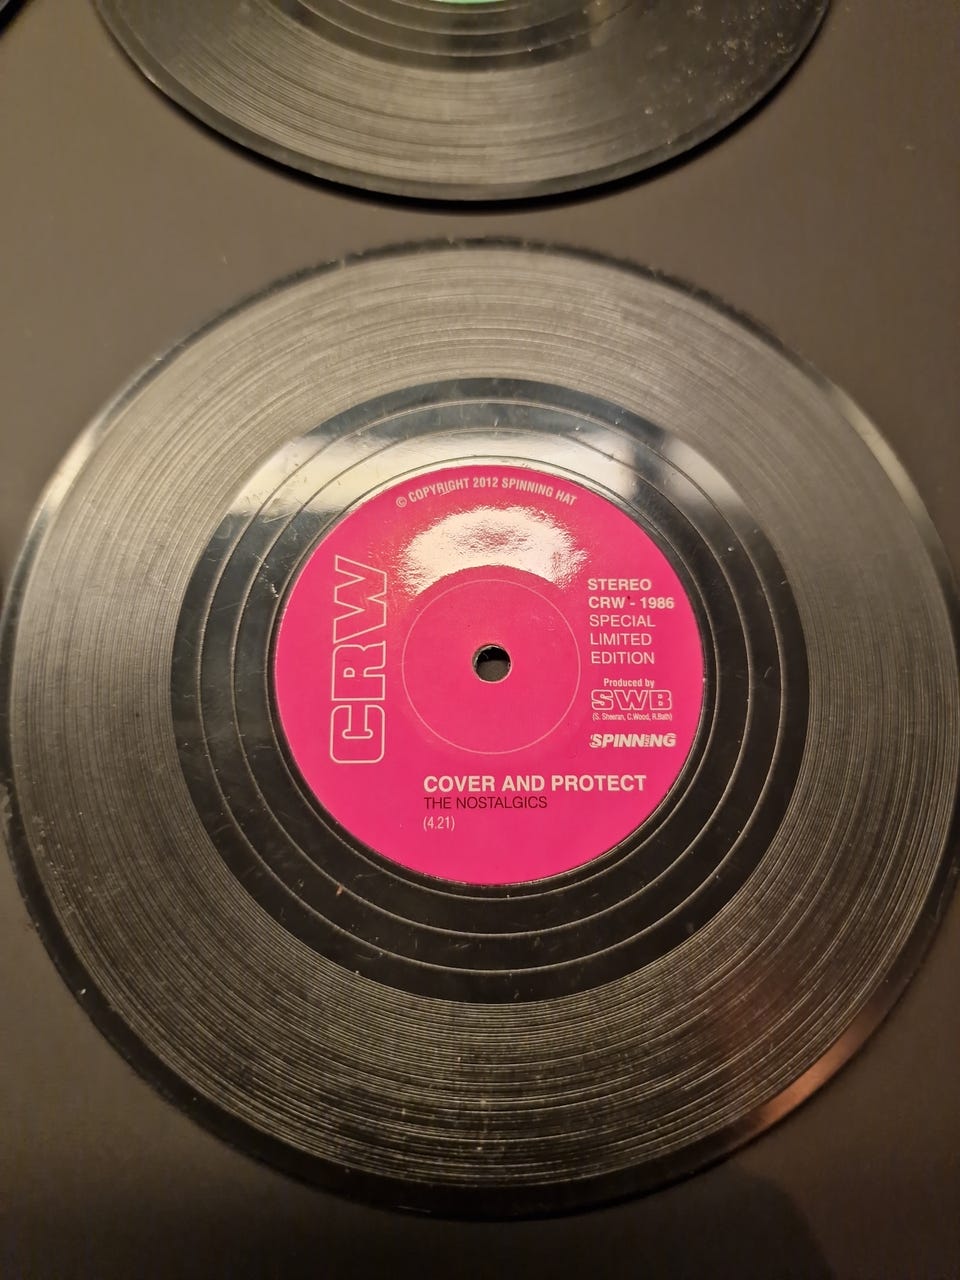 © COPYRIGHT 2012 SPINNING HAT
CRW
STEREO
CRW - 1986
SPECIAL
LIMITED
EDITION
Produced by
SWB
(S. Sheeran, C.Wood, R.Bath)
SPINNING
COVER AND PROTECT
THE NOSTALGICS
(4.21)